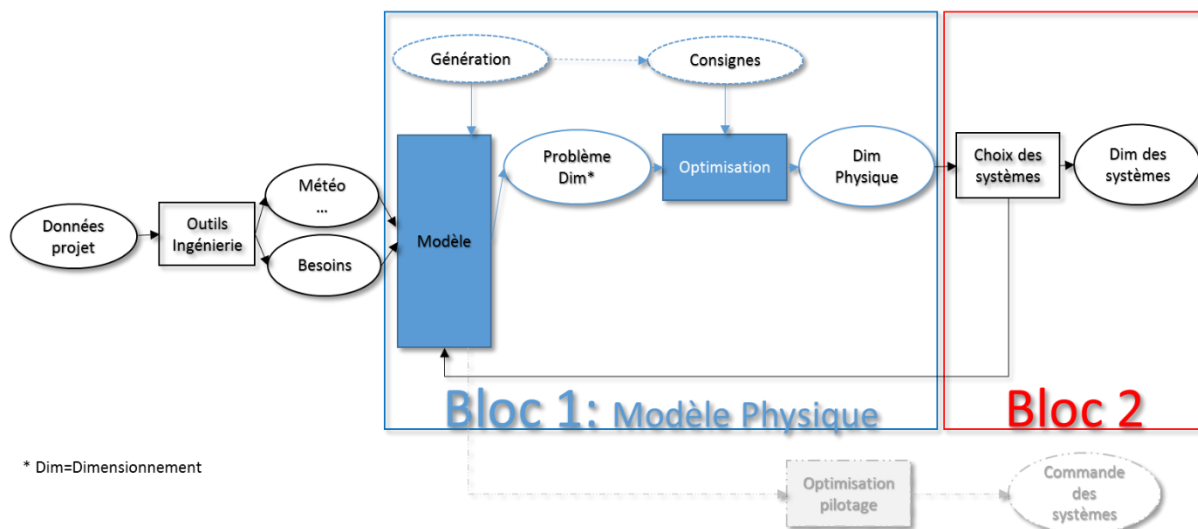 Génération
Consignes
Problème
Dim*
Optimisation
Dim
Physique
Choix des
systèmes
Dim des
systèmes
Météo
...
Données
projet
Outils
Ingénierie
Modèle
Besoins
Bloc 1: Modèle Physique
Bloc 2
* Dim=Dimensionnement
Optimisation
pilotage
Commande
des
systèmes